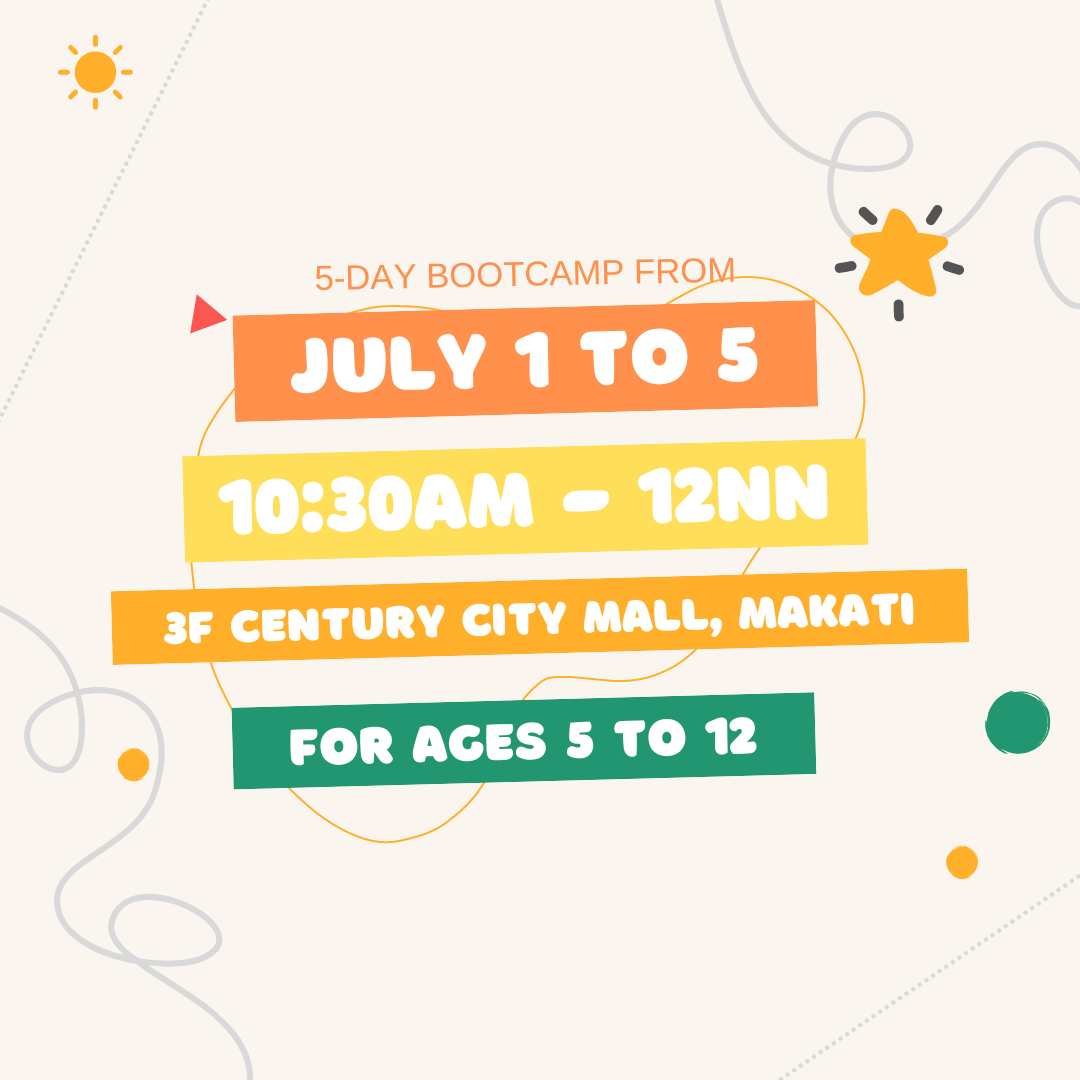 5-DAY BOOTCAMP FROM
JULY 1 TO 5
10:30AM - 12NN
3F CENTURY CITY MALL, MAKATI
FOR AGES 5 TO 12